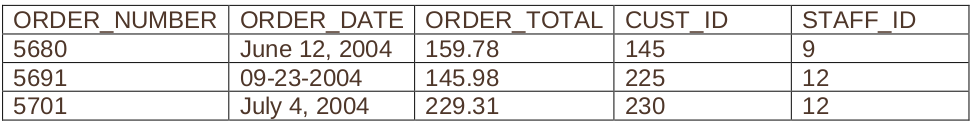 ORDER_NUMBER ORDER_DATE ORDER_TOTAL CUST_ID STAFF_ID
5680 June 12, 2004 159.78 145 9
5691 09-23-2004 145.98 225 12
5701 July 4, 2004 229.31 230 12